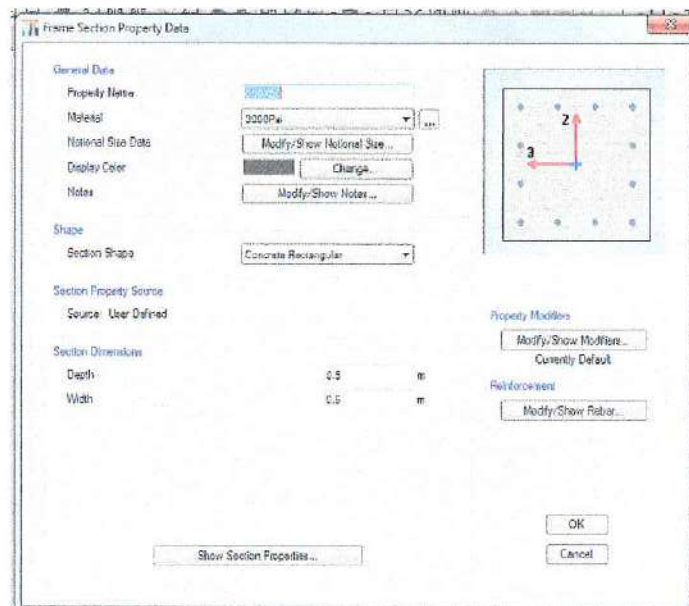 Frame Section Property Data
General Data
Property Name
Material 3000Psi ...
Notional Size Data Modify/Show Notional Size...
Display Color Change...
Notes Modify/Show Notes...
2
3
Shape
Section Shape Concrete Rectangular
Section Property Source
Source: User Defined
Property Modifiers
Modify/Show Modifiers...
Currently Default
Section Dimensions
Depth 0.5 m
Width 0.5 m
Reinforcement
Modify/Show Rebar...
OK
Show Section Properties...
Cancel